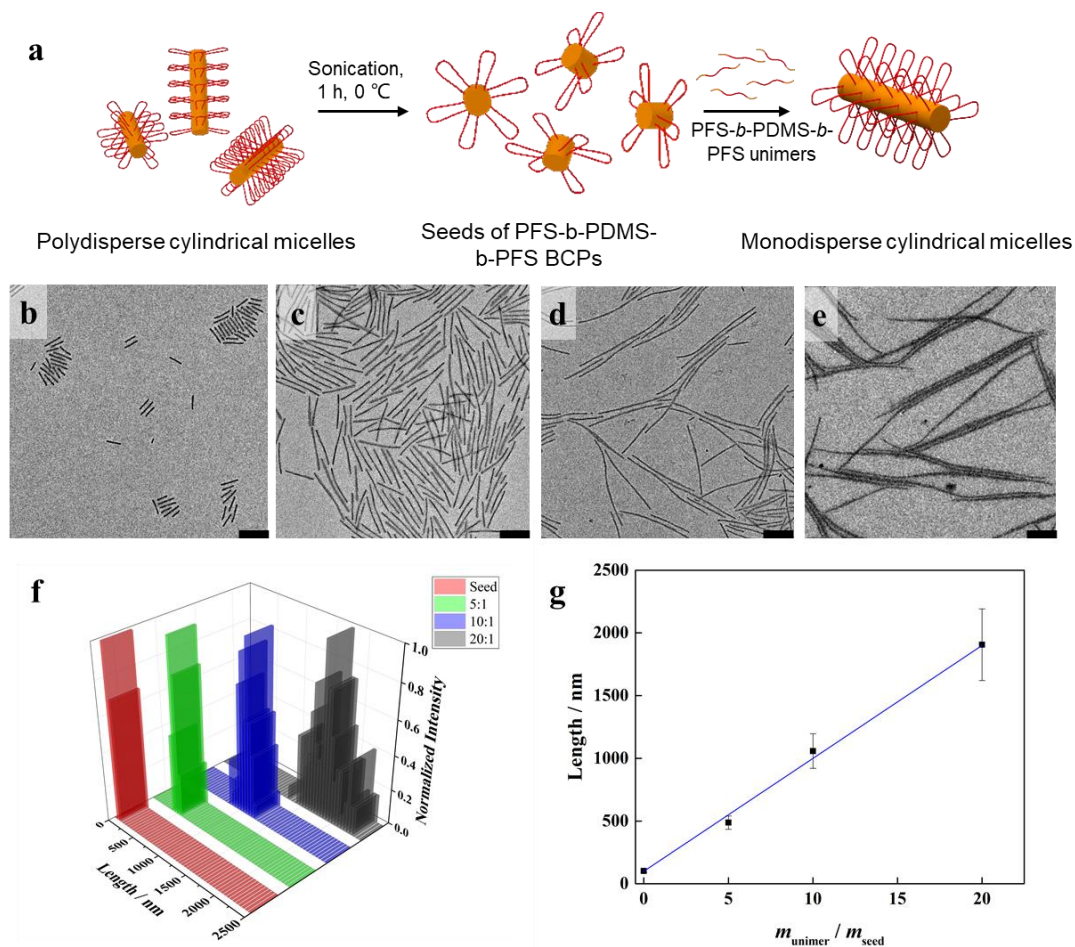 a
Sonication,
1 h, 0 ℃
PFS-b-PDMS-b-
PFS unimers
Polydisperse cylindrical micelles
Seeds of PFS-b-PDMS-
b-PFS BCPs
Monodisperse cylindrical micelles
b
c
d
e
f
Seed
5:1
10:1
20:1
1.0
0.8
0.6
0.4
0.2
0.0
Normalized Intensity
0
500
1000
1500
2000
2500
Length / nm
g
2500
2000
1500
1000
500
0
Length / nm
0
5
10
15
20
m unimer / m seed